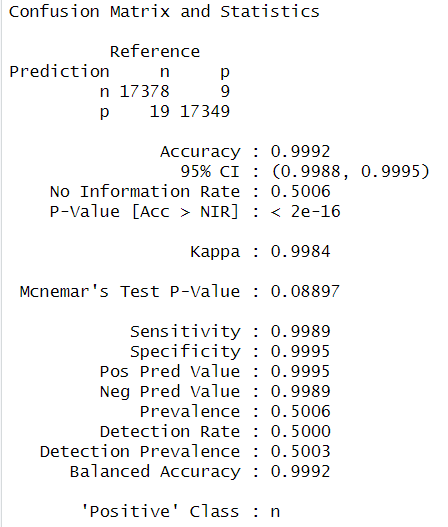 Confusion Matrix and Statistics
Reference
Prediction n p
n 17378 9
p 19 17349
Accuracy : 0.9992
95% CI : (0.9988, 0.9995)
No Information Rate : 0.5006
P-Value [Acc > NIR] : < 2e-16
Kappa : 0.9984
Mcnemar's Test P-Value : 0.08897
Sensitivity : 0.9989
Specificity : 0.9995
Pos Pred Value : 0.9995
Neg Pred Value : 0.9989
Prevalence : 0.5006
Detection Rate : 0.5000
Detection Prevalence : 0.5003
Balanced Accuracy : 0.9992
'Positive' Class : n